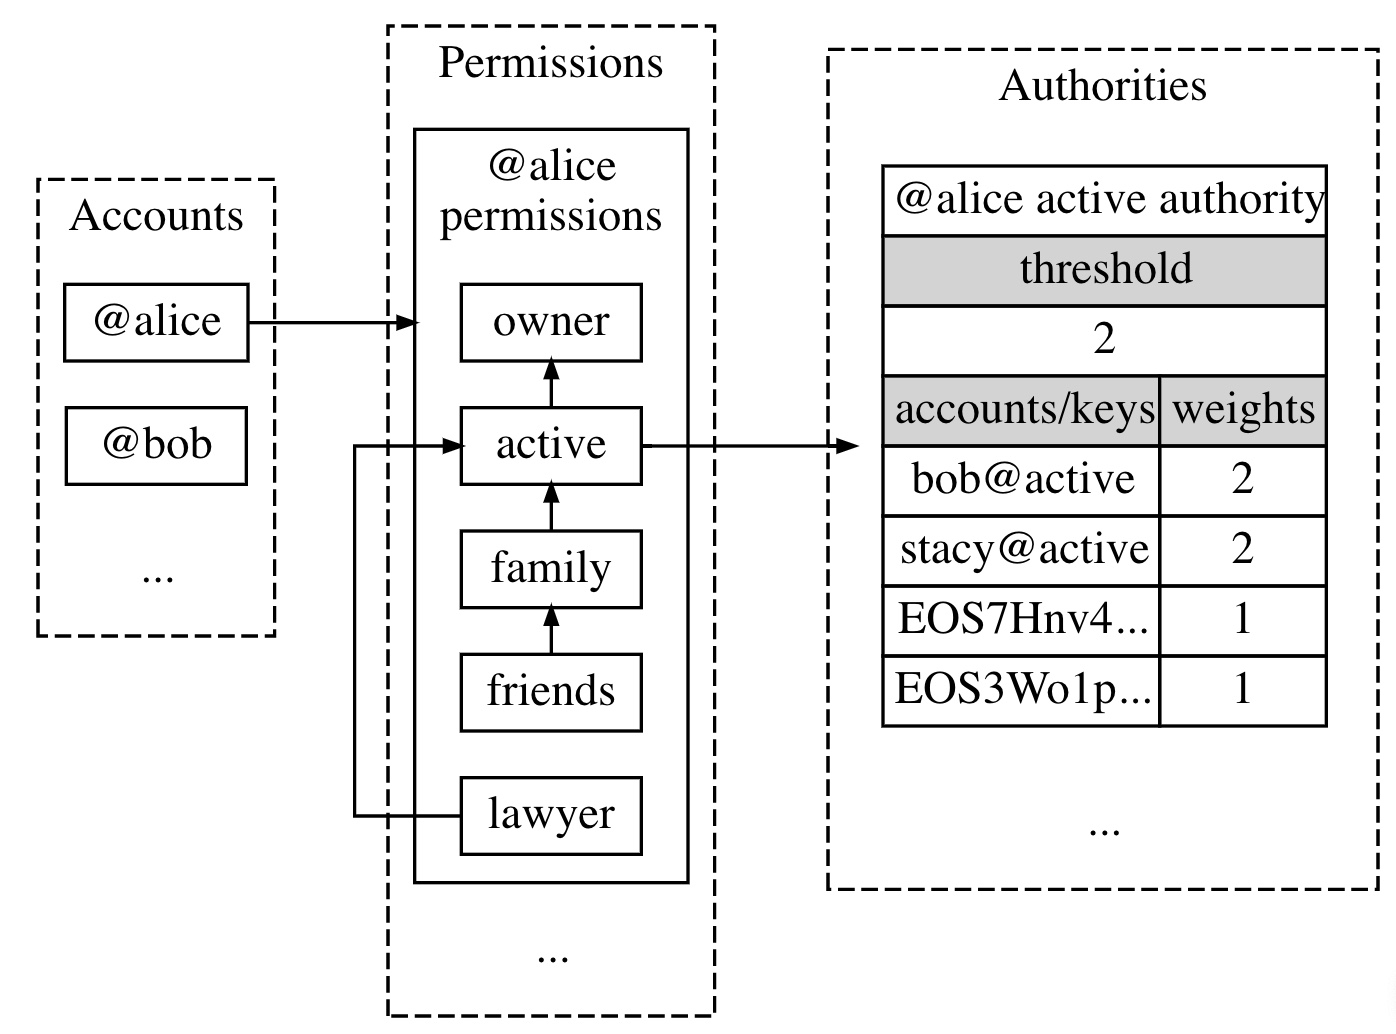 Accounts
@alice
@bob
...
Permissions
@alice
permissions
owner
active
family
friends
lawyer
...
Authorities
@alice active authority
threshold
2
accounts/keys weights
bob@active 2
stacy@active 2
EOS7Hnv4... 1
EOS3Wo1p... 1
...